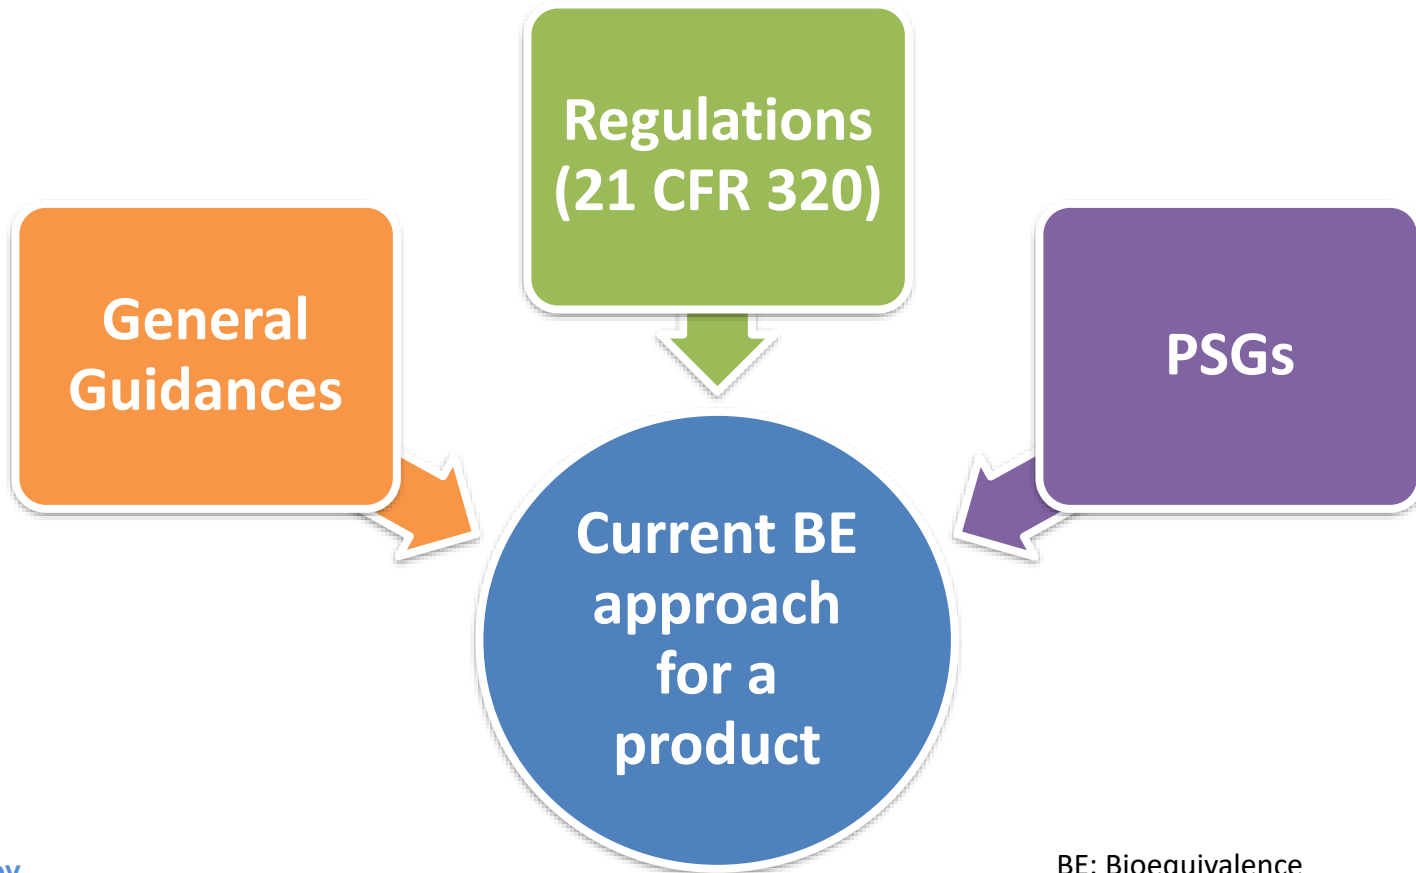 Regulations
(21 CFR 320)
General
Guidances
PSGs
Current BE
approach
for a
product
BE: Bioequivalence